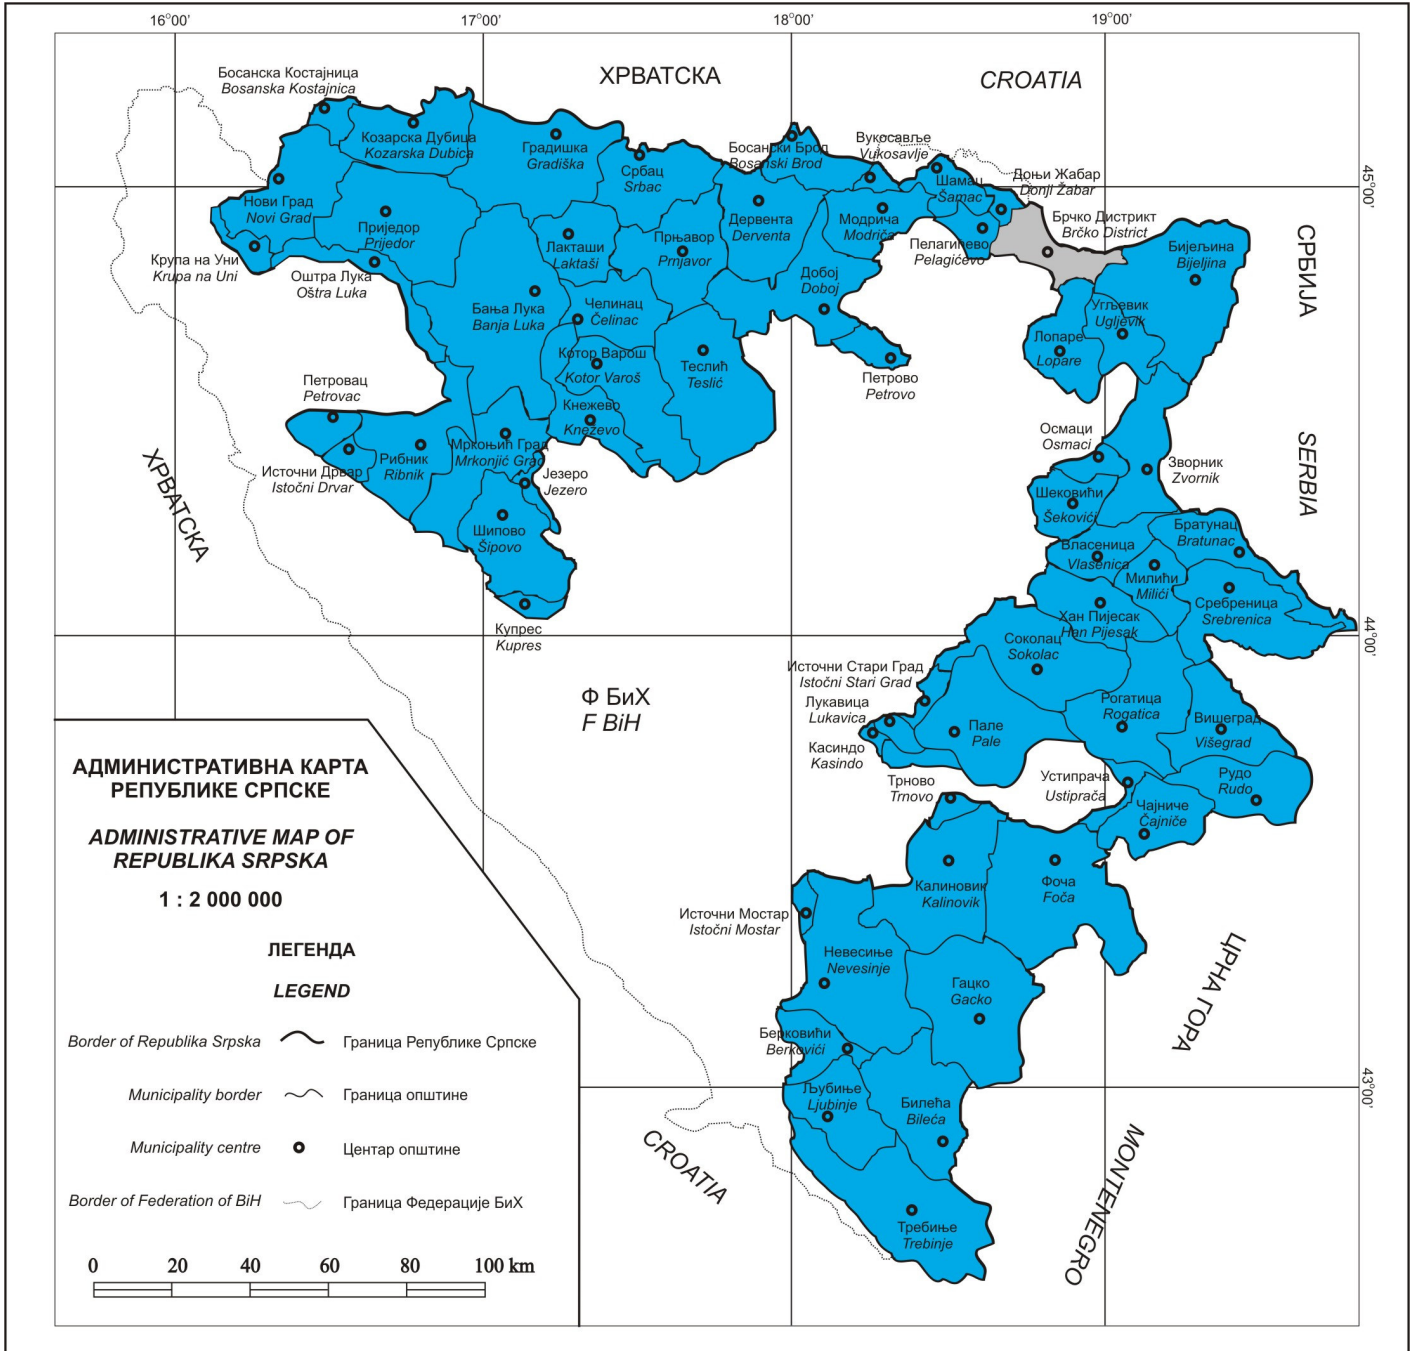 16°00'
17°00'
18°00'
19°00'
ХРВАТСКА
CROATIA
Босанска Костајница
Bosanska Kostajnica
Козарска Дубица
Kozarska Dubica
Градишка
Gradiška
Србац
Srbac
Босански Брод
Bosanski Brod
Вукосавље
Vukosavlje
Шамац
Šamac
Доњи Жабар
Donji Žabar
45°00'
Нови Град
Novi Grad
Приједор
Prijedor
Крупа на Уни
Krupa na Uni
Оштра Лука
Oštra Luka
Лакташи
Laktaši
Прњавор
Prnjavor
Дервента
Derventa
Модрича
Modriča
Пелагићево
Pelagićevo
Брчко Дистрикт
Brčko District
Бијељина
Bijeljina
СРБИЈА
Бања Лука
Banja Luka
Челинац
Čelinac
Добој
Doboj
Угљевик
Ugljevik
Лопаре
Lopare
Котор Варош
Kotor Varoš
Теслић
Teslić
Петрово
Petrovo
Петровац
Petrovac
Кнежево
Knezevo
Источни Дрвар
Istočni Drvar
Рибник
Ribnik
Мркоњић Град
Mrkonjić Grad
Језеро
Jezero
Шипово
Šipovo
Купрес
Kupres
ХРВАТСКА
Осмаци
Osmaci
Зворник
Zvornik
SERBIA
Шековићи
Šekovići
Братунац
Bratunac
Власеница
Vlasenica
Милићи
Milići
Сребреница
Srebrenica
Хан Пијесак
Han Pijesak
44°00'
Соколац
Sokolac
Источни Стари Град
Istočni Stari Grad
Лукавица
Lukavica
Касиндо
Kasindo
Пале
Pale
Рогатица
Rogatica
Вишеград
Višegrad
Ф БиХ
F BiH
Трново
Trnovo
Устипрача
Ustiprača
Рудо
Rudo
Чајниче
Čajniče
Калиновик
Kalinovik
Фоча
Foča
Источни Мостар
Istočni Mostar
Невесиње
Nevesinje
Гацко
Gacko
ЦРНА ГОРА
Берковићи
Berkovići
43°00'
Љубиње
Ljubinje
Билећа
Bileća
CROATIA
MONTENEGRO
Требиње
Trebinje
АДМИНИСТРАТИВНА КАРТА
РЕПУБЛИКЕ СРПСКЕ
ADMINISTRATIVE MAP OF
REPUBLIKA SRPSKA
1 : 2 000 000
ЛЕГЕНДА
LEGEND
Border of Republika Srpska Граница Републике Српске
Municipality border Граница општине
Municipality centre Центар општине
Border of Federation of BiH Граница Федерације БиХ
0 20 40 60 80 100 km